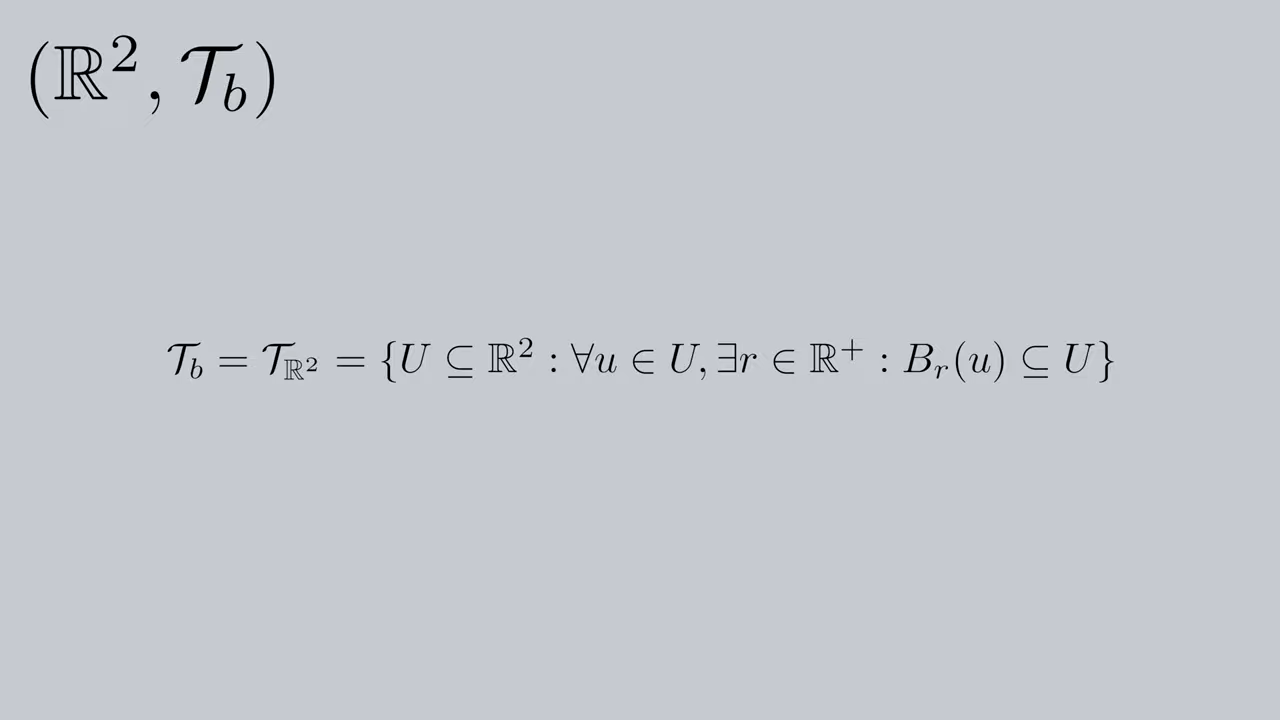 (ℝ², 𝒯_b)
𝒯_b = 𝒯_{ℝ²} = {U ⊆ ℝ² : ∀u ∈ U, ∃r ∈ ℝ⁺ : B_r(u) ⊆ U}